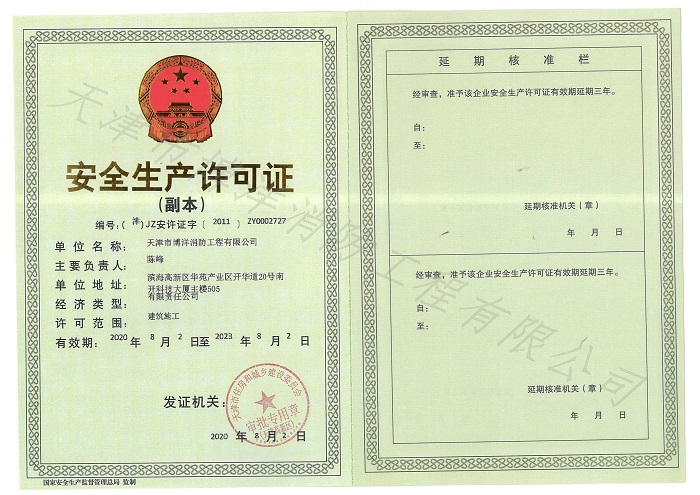 安全生产许可证
(副本)
编号:(津)JZ安许证字〔2011〕ZY0002727
单位名称: 天津市博洋消防工程有限公司
主要负责人: 陈峰
单位地址: 滨海高新区华苑产业区开华道20号南
开科技大厦主楼505
经济类型: 有限责任公司
许可范围: 建筑施工
有效期: 2020 年 8 月 2 日至 2023 年 8 月 2 日
发证机关:
天津市住房和城乡建设委员会
审批专用章
2020 年 8 月 2 日
国家安全生产监督管理总局 监制
延期核准栏
经审查，准予该企业安全生产许可证有效期延期三年。
自:
至:
延期核准机关（章）
年 月 日
经审查，准予该企业安全生产许可证有效期延期三年。
自:
至:
延期核准机关（章）
年 月 日
天津市博洋消防工程有限公司